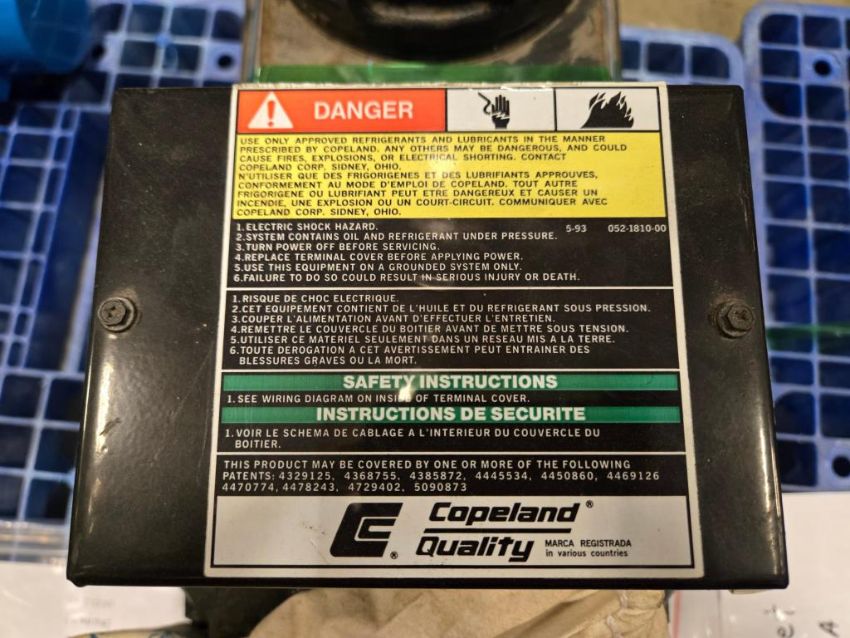 DANGER
USE ONLY APPROVED REFRIGERANTS AND LUBRICANTS IN THE MANNER
PRESCRIBED BY COPELAND. ANY OTHERS MAY BE DANGEROUS, AND COULD
CAUSE FIRES, EXPLOSIONS, OR ELECTRICAL SHORTING. CONTACT
COPELAND CORP. SIDNEY, OHIO.
N'UTILISER QUE DES FRIGORIGENES ET DES LUBRIFIANTS APPROUVES,
CONFORMEMENT AU MODE D'EMPLOI DE COPELAND. TOUT AUTRE
FRIGORIGENE OU LUBRIFIANT PEUT ETRE DANGEREUX ET CAUSER UN
INCENDIE, UNE EXPLOSION OU UN COURT-CIRCUIT. COMMUNIQUER AVEC
COPELAND CORP. SIDNEY, OHIO.
1. ELECTRIC SHOCK HAZARD. 5-93 052-1810-00
2. SYSTEM CONTAINS OIL AND REFRIGERANT UNDER PRESSURE.
3. TURN POWER OFF BEFORE SERVICING.
4. REPLACE TERMINAL COVER BEFORE APPLYING POWER.
5. USE THIS EQUIPMENT ON A GROUNDED SYSTEM ONLY.
6. FAILURE TO DO SO COULD RESULT IN SERIOUS INJURY OR DEATH.
1. RISQUE DE CHOC ELECTRIQUE.
2. CET EQUIPEMENT CONTIENT DE L'HUILE ET DU REFRIGERANT SOUS PRESSION.
3. COUPER L'ALIMENTATION AVANT D'EFFECTUER L'ENTRETIEN.
4. REMETTRE LE COUVERCLE DU BOITIER AVANT DE METTRE SOUS TENSION.
5. UTILISER CE MATERIEL SEULEMENT DANS UN RESEAU MIS A LA TERRE.
6. TOUTE DEROGATION A CET AVERTISSEMENT PEUT ENTRAINER DES
BLESSURES GRAVES OU LA MORT.
SAFETY INSTRUCTIONS
1. SEE WIRING DIAGRAM ON INSIDE OF TERMINAL COVER.
INSTRUCTIONS DE SECURITE
1. VOIR LE SCHEMA DE CABLAGE A L'INTERIEUR DU COUVERCLE DU
BOITIER.
THIS PRODUCT MAY BE COVERED BY ONE OR MORE OF THE FOLLOWING
PATENTS: 4329125, 4368755, 4385872, 4445534, 4450860, 4469126
4470774, 4478243, 4729402, 5090873
Copeland®
Quality MARCA REGISTRADA
in various countries